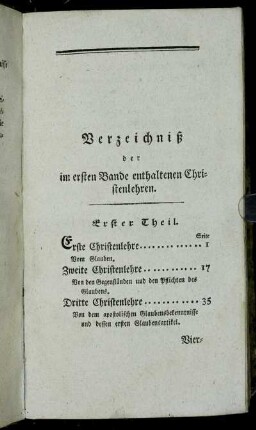 Verzeichniß
der
im ersten Bande enthaltenen Chri-
stenlehren.
Erster Theil.
Seite
Erste Christenlehre............. 1
Vom Glauben,
Zweite Christenlehre............ 17
Von den Gegenständen und den Pflichten des
Glaubens,
Dritte Christenlehre............ 35
Von dem apostolischen Glaubensbekenntnisse
und dessen ersten Glaubensartikel.
Vier-